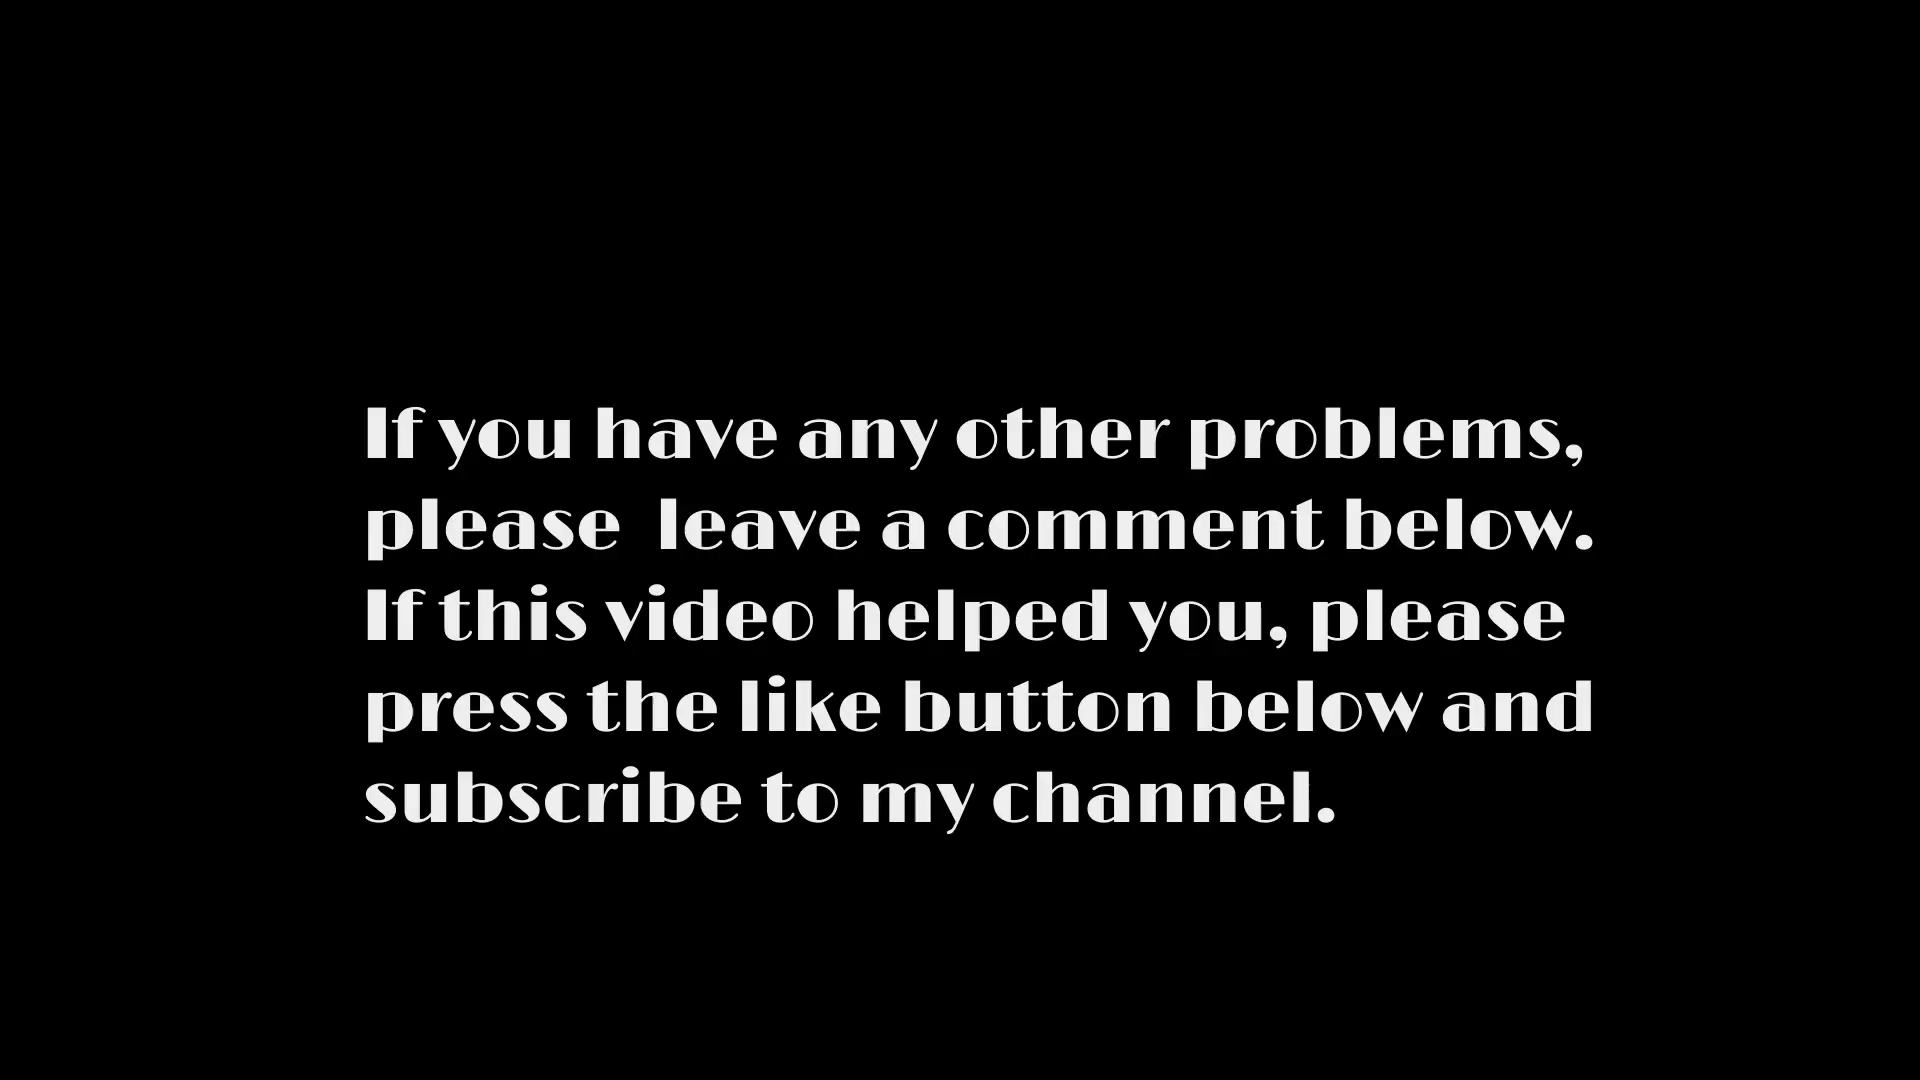 If you have any other problems,
please  leave a comment below.
If this video helped you, please
press the like button below and
subscribe to my channel.